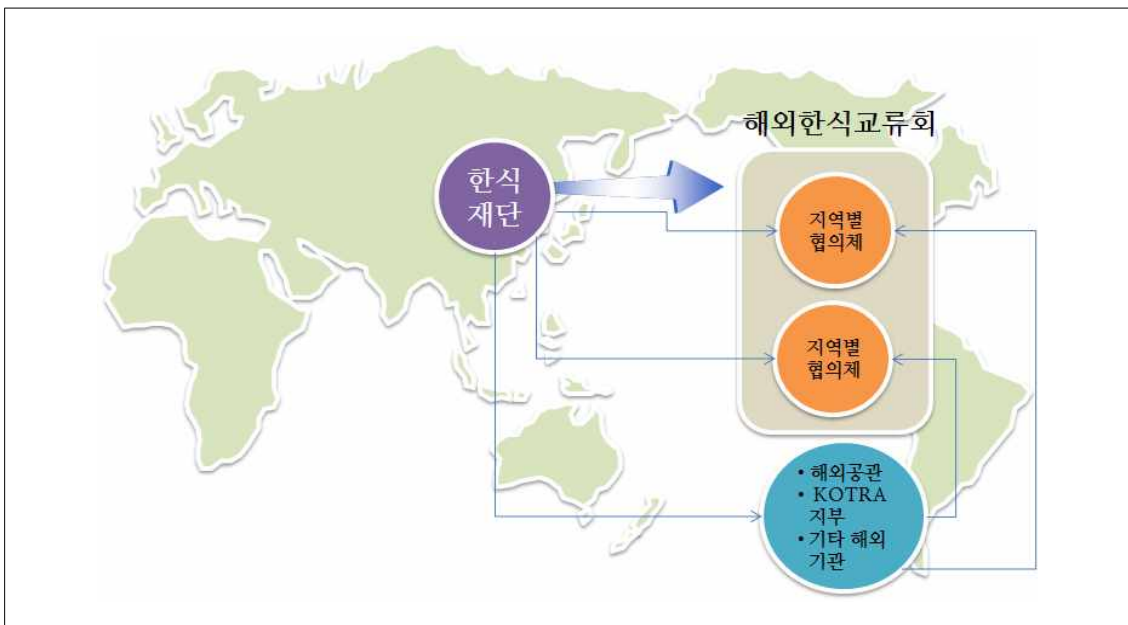 해외한식교류회
한식
재단
지역별
협의체
지역별
협의체
• 해외공관
• KOTRA
지부
• 기타 해외
기관